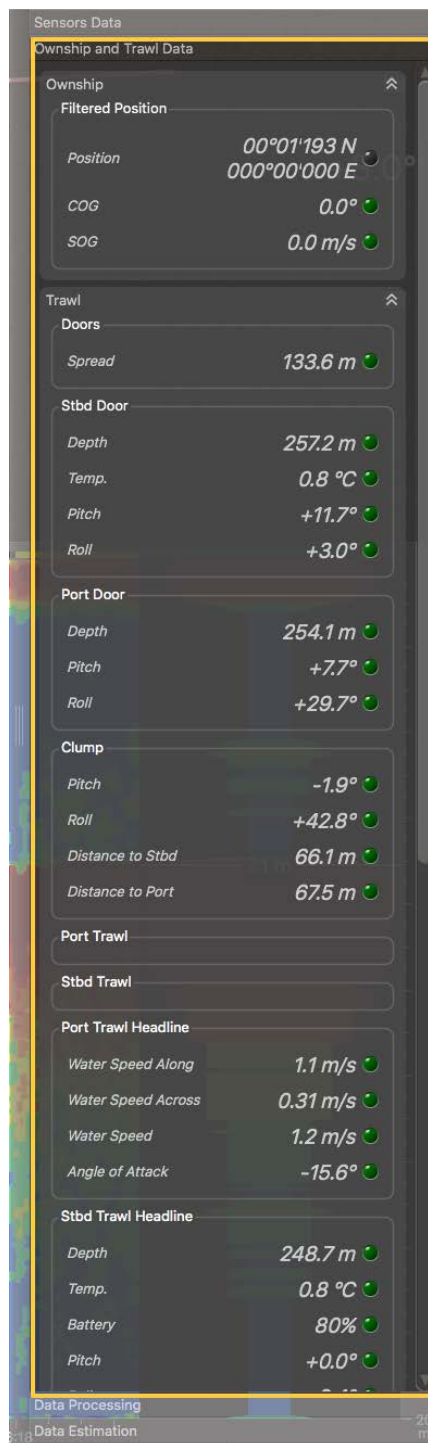 Sensors Data
Ownship and Trawl Data
Ownship
Filtered Position
Position 00°01'193 N
000°00'000 E
COG 0.0°
SOG 0.0 m/s
Trawl
Doors
Spread 133.6 m
Stbd Door
Depth 257.2 m
Temp. 0.8 °C
Pitch +11.7°
Roll +3.0°
Port Door
Depth 254.1 m
Pitch +7.7°
Roll +29.7°
Clump
Pitch -1.9°
Roll +42.8°
Distance to Stbd 66.1 m
Distance to Port 67.5 m
Port Trawl
Stbd Trawl
Port Trawl Headline
Water Speed Along 1.1 m/s
Water Speed Across 0.31 m/s
Water Speed 1.2 m/s
Angle of Attack -15.6°
Stbd Trawl Headline
Depth 248.7 m
Temp. 0.8 °C
Battery 80%
Pitch +0.0°
Data Processing
Data Estimation